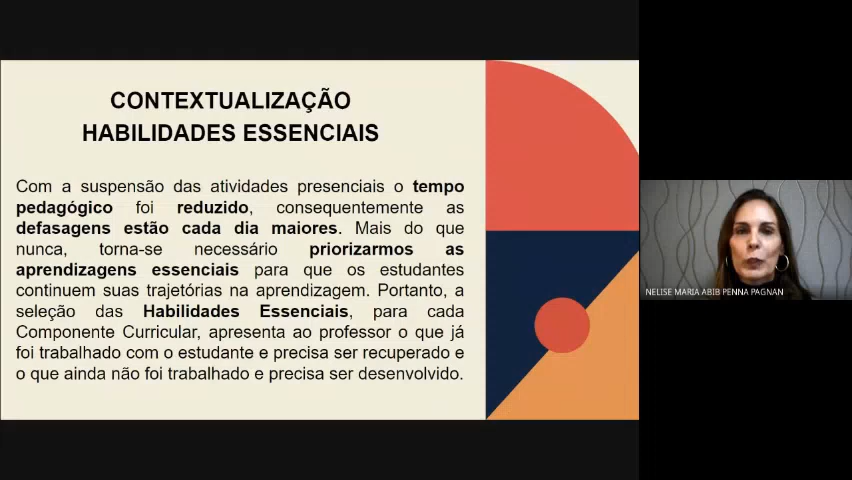 CONTEXTUALIZAÇÃO
HABILIDADES ESSENCIAIS
Com a suspensão das atividades presenciais o tempo
pedagógico foi reduzido, consequentemente as
defasagens estão cada dia maiores. Mais do que
nunca, torna-se necessário priorizarmos as
aprendizagens essenciais para que os estudantes
continuem suas trajetórias na aprendizagem. Portanto, a
seleção das Habilidades Essenciais, para cada
Componente Curricular, apresenta ao professor o que já
foi trabalhado com o estudante e precisa ser recuperado e
o que ainda não foi trabalhado e precisa ser desenvolvido.
NELISE MARIA ABIB PENNA PAGNAN